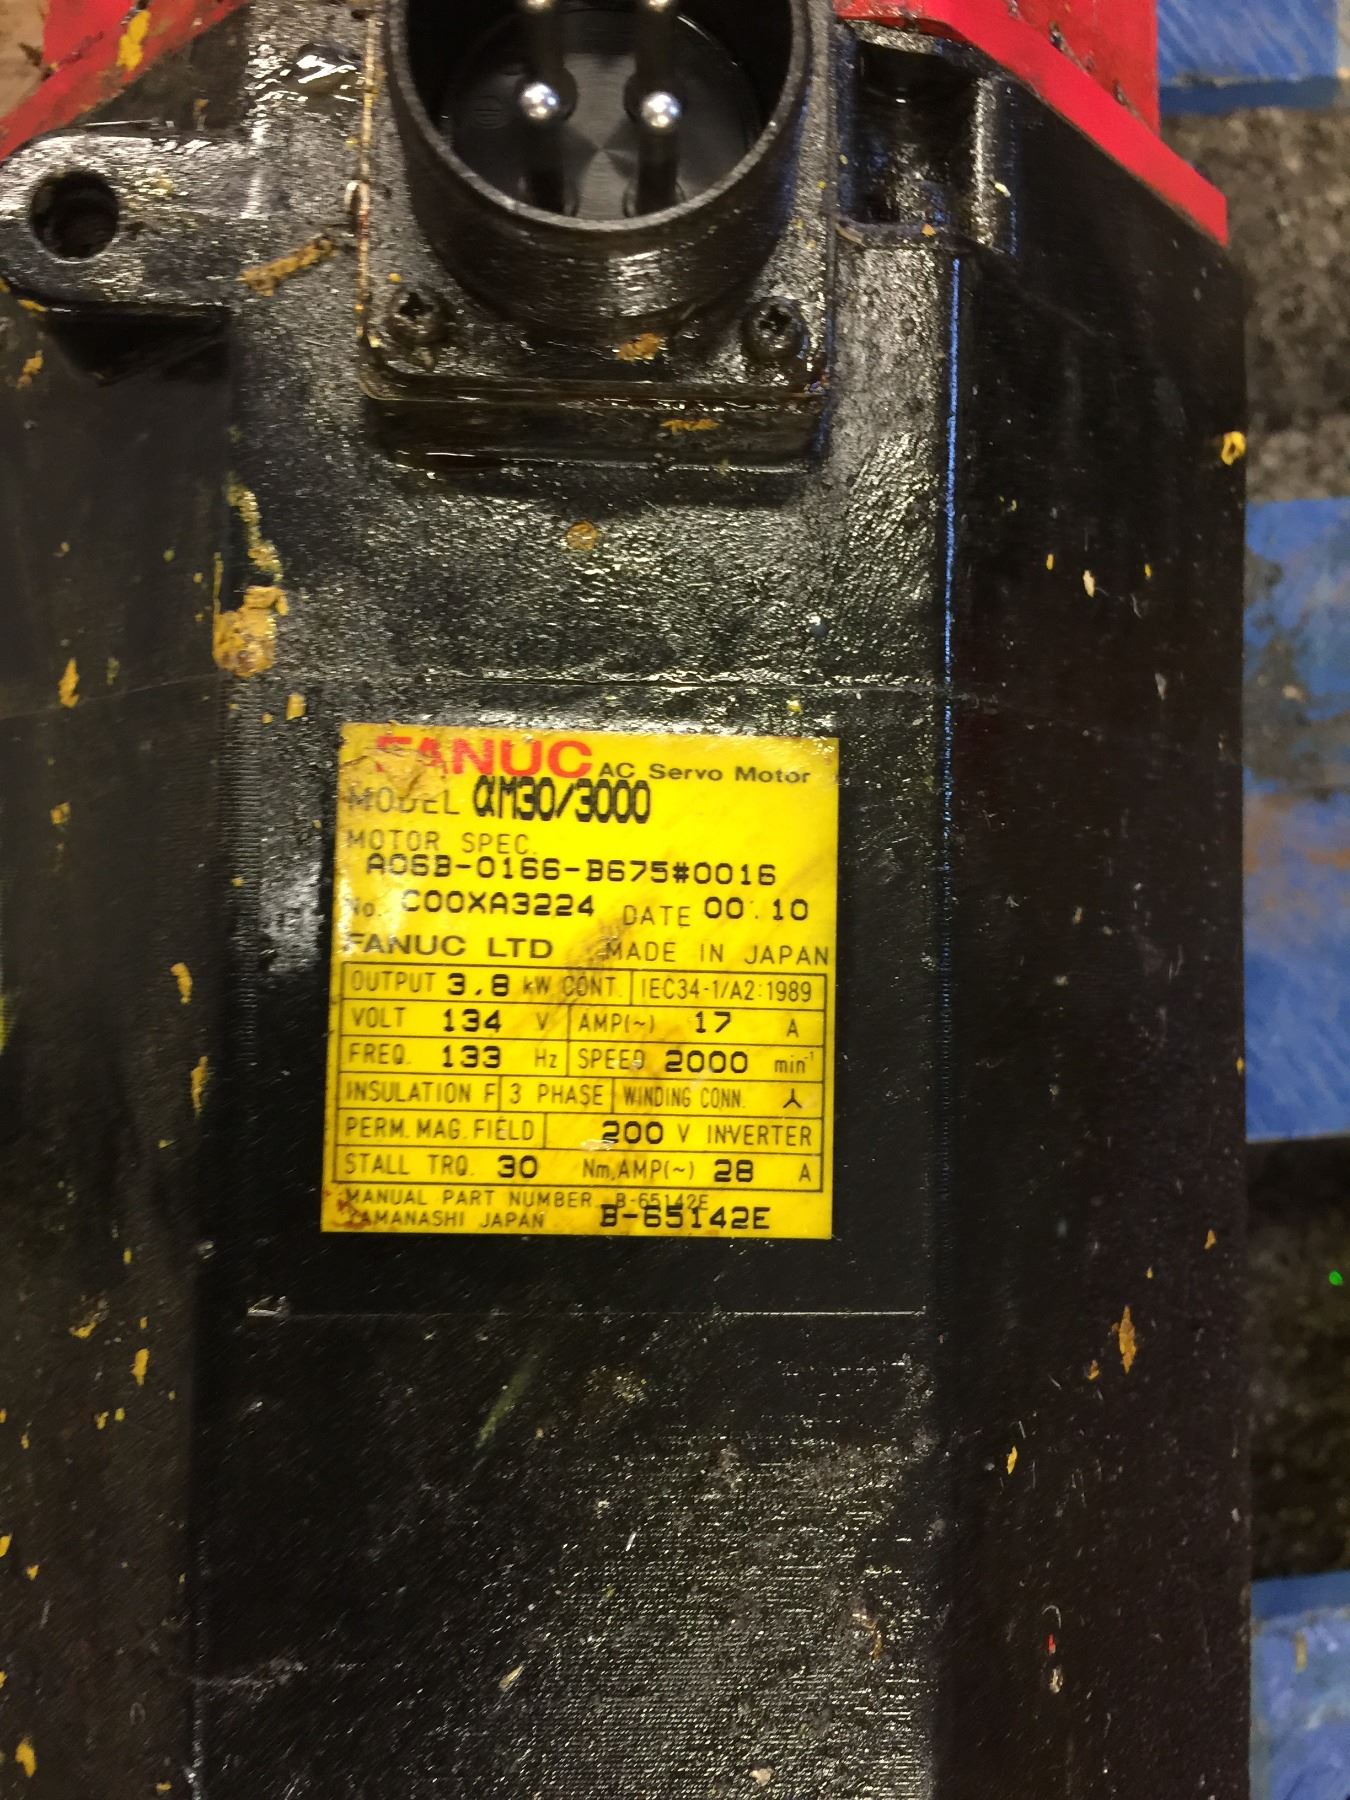 FANUC AC Servo Motor
MODEL αM30/3000
MOTOR SPEC.
A06B-0166-B675#0016
No. C00XA3224 DATE 00.10
FANUC LTD MADE IN JAPAN
OUTPUT 3.8 kW CONT. IEC34-1/A2:1989
VOLT 134 V AMP(~) 17 A
FREQ. 133 Hz SPEED 2000 min⁻¹
INSULATION F 3 PHASE WINDING CONN.
PERM. MAG. FIELD 200 V INVERTER
STALL TRQ. 30 Nm, AMP(~) 28 A
MANUAL PART NUMBER B-65142E
YAMANASHI JAPAN B-65142E